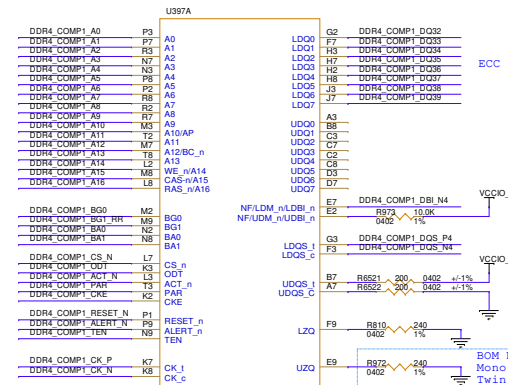 U397A
DDR4_COMP1_A0 P3 A0 LDQ0 G2 DDR4_COMP1_DQ32
DDR4_COMP1_A1 P7 A1 LDQ1 F7 DDR4_COMP1_DQ33
DDR4_COMP1_A2 R3 A2 LDQ2 H3 DDR4_COMP1_DQ34
DDR4_COMP1_A3 N7 A3 LDQ3 H7 DDR4_COMP1_DQ35 ECC
DDR4_COMP1_A4 N3 A4 LDQ4 H2 DDR4_COMP1_DQ36
DDR4_COMP1_A5 P8 A5 LDQ5 H8 DDR4_COMP1_DQ37
DDR4_COMP1_A6 P2 A6 LDQ6 J3 DDR4_COMP1_DQ38
DDR4_COMP1_A7 R8 A7 LDQ7 J7 DDR4_COMP1_DQ39
DDR4_COMP1_A8 R2 A8
DDR4_COMP1_A9 R7 A9 UDQ0 A3
DDR4_COMP1_A10 M3 A10/AP UDQ1 B8
DDR4_COMP1_A11 T2 A11 UDQ2 C3
DDR4_COMP1_A12 M7 A12/BC_n UDQ3 C7
DDR4_COMP1_A13 T8 A13 UDQ4 C2
DDR4_COMP1_A14 L2 WE_n/A14 UDQ5 C8
DDR4_COMP1_A15 M8 CAS-n/A15 UDQ6 D3
DDR4_COMP1_A16 L8 RAS_n/A16 UDQ7 D7
VCCIO_
NF/LDM_n/LDBI_n E7 DDR4_COMP1_DBI_N4
DDR4_COMP1_BG0 M2 BG0 NF/UDM_n/UDBI_n E2 R973 10.0K
0402 1%
DDR4_COMP1_BG1_RR M9 BG1
DDR4_COMP1_BA0 N2 BA0
DDR4_COMP1_BA1 N8 BA1 LDQS_t G3 DDR4_COMP1_DQS_P4
LDQS_c F3 DDR4_COMP1_DQS_N4
DDR4_COMP1_CS_N L7 CS_n VCCIO_
DDR4_COMP1_ODT K3 ODT
DDR4_COMP1_ACT_N L3 ACT_n UDQS_t B7 R6521 200 0402 +/-1%
DDR4_COMP1_PAR T3 PAR UDQS_C A7 R6522 200 0402 +/-1%
DDR4_COMP1_CKE K2 CKE
DDR4_COMP1_RESET_N P1 RESET_n
DDR4_COMP1_ALERT_N P9 ALERT_n LZQ F9 R810 240
0402 1%
DDR4_COMP1_TEN N9 TEN
BOM
DDR4_COMP1_CK_P K7 CK_t UZQ E9 R972 240 Mono
DDR4_COMP1_CK_N K8 CK_c 0402 1% Twin